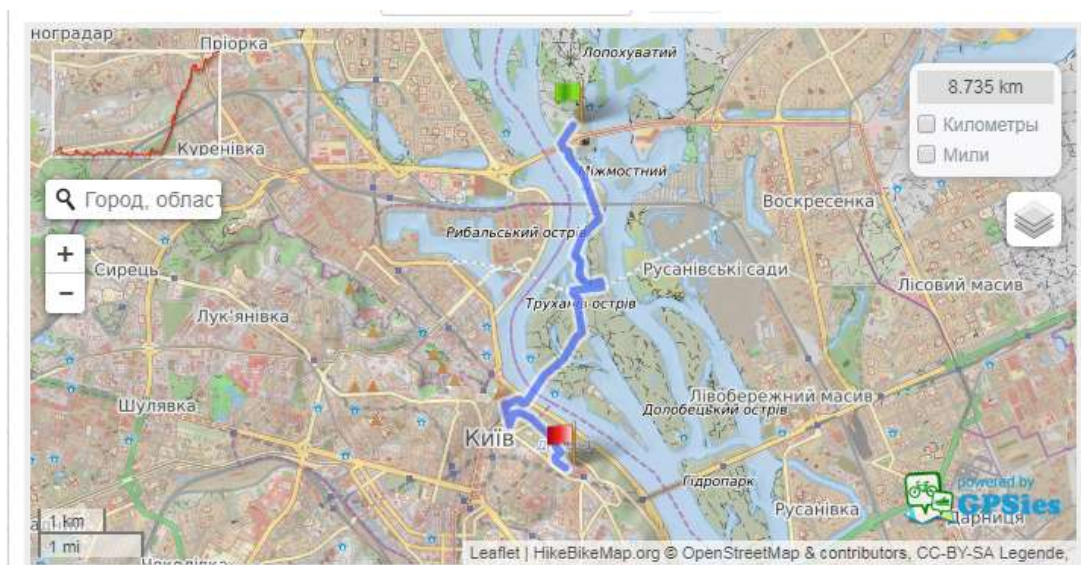 ноградар
Пріорка
Лопохуватий
8.735 km
Километры
Куренівка
Мили
Міжмостний
Город, област
Воскресенка
+
Рибальський острів
Сирець
Русанівські сади
−
Лісовий масив
Труханів острів
Лук'янівка
Шулявка
Лівобережний масив
Долобецький острів
Київ
Гідропарк
powered by
GPSies
Русанівка
Дарниця
1 km
1 mi
Leaflet | HikeBikeMap.org © OpenStreetMap & contributors, CC-BY-SA Legende,